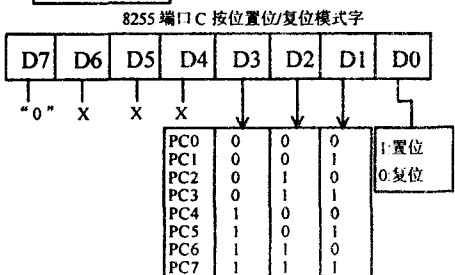 8255 端口 C 按位置位/复位模式字
D7 D6 D5 D4 D3 D2 D1 D0
“0” X X X
PC0 0 0 0
PC1 0 0 1
PC2 0 1 0
PC3 0 1 1
PC4 1 0 0
PC5 1 0 1
PC6 1 1 0
PC7 1 1 1
1:置位
0:复位